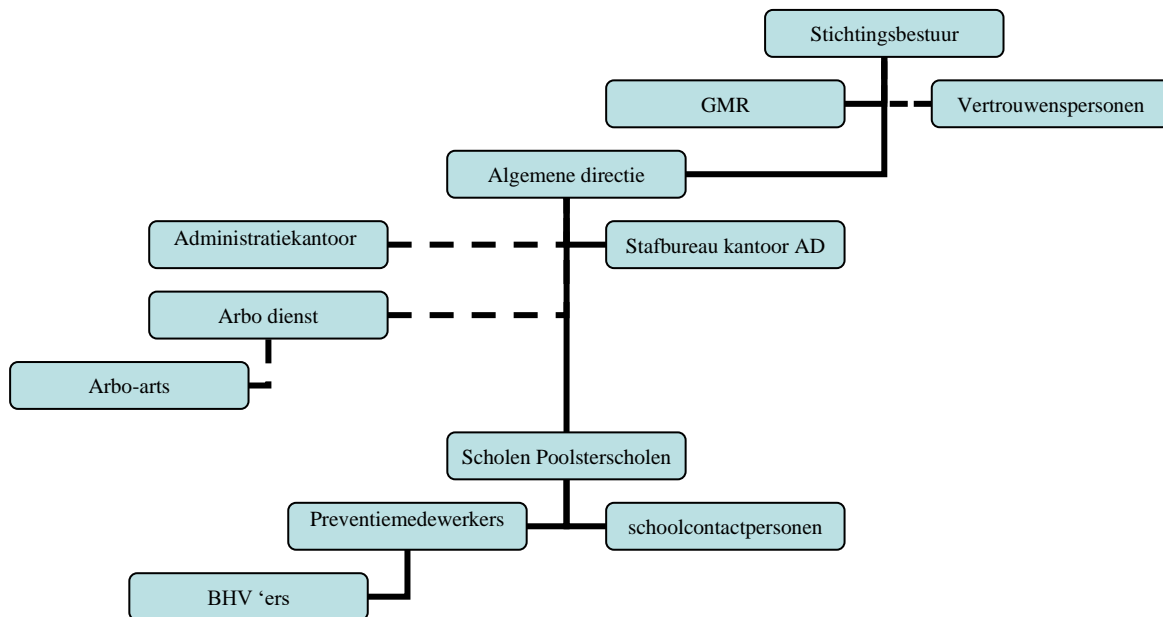 Stichtingsbestuur
GMR
Vertrouwenspersonen
Algemene directie
Administratiekantoor
Stafbureau kantoor AD
Arbo dienst
Arbo-arts
Scholen Poolsterscholen
Preventiemedewerkers
schoolcontactpersonen
BHV ‘ers